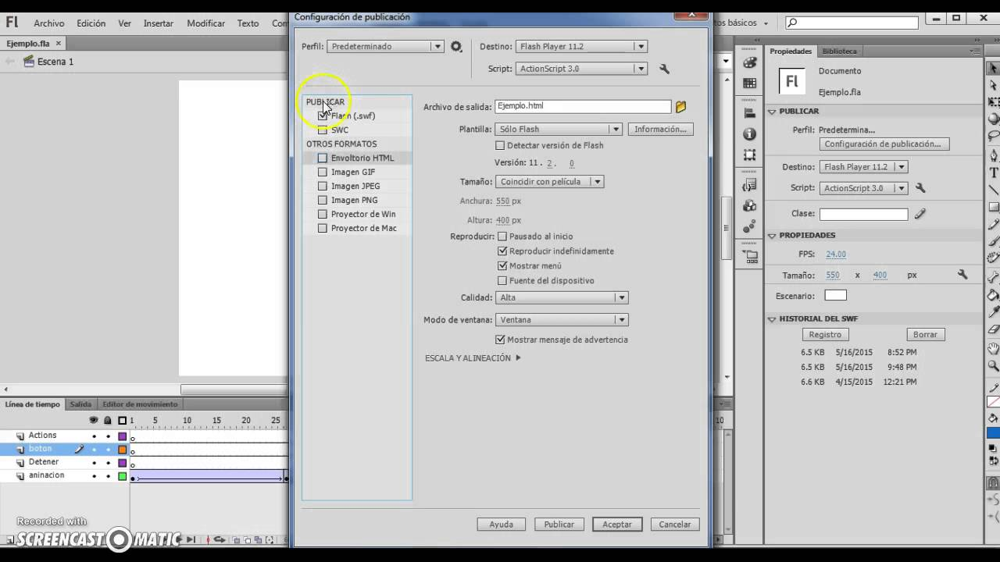 Configuración de publicación
Fl Archivo Edición Ver Insertar Modificar Texto Co
os básicos
Ejemplo.fla
Escena 1
Perfil: Predeterminado
Destino: Flash Player 11.2
Script: ActionScript 3.0
PUBLICAR
Flash (.swf)
SWC
OTROS FORMATOS
Envoltorio HTML
Imagen GIF
Imagen JPEG
Imagen PNG
Proyector de Win
Proyector de Mac
Archivo de salida: Ejemplo.html
Plantilla: Sólo Flash Información...
Detectar versión de Flash
Versión: 11 . 2 . 0
Tamaño: Coincidir con película
Anchura: 550 px
Altura: 400 px
Reproducir: Pausado al inicio
Reproducir indefinidamente
Mostrar menú
Fuente del dispositivo
Calidad: Alta
Modo de ventana: Ventana
Mostrar mensaje de advertencia
ESCALA Y ALINEACIÓN
Ayuda Publicar Aceptar Cancelar
Propiedades Biblioteca
Fl Documento
Ejemplo.fla
PUBLICAR
Perfil: Predetermina...
Configuración de publicación...
Destino: Flash Player 11.2
Script: ActionScript 3.0
Clase:
PROPIEDADES
FPS: 24.00
Tamaño: 550 x 400 px
Escenario:
HISTORIAL DEL SWF
Registro Borrar
6.5 KB 5/16/2015 8:52 PM
6.5 KB 5/16/2015 9:48 PM
6.6 KB 4/15/2015 12:21 PM
Línea de tiempo Salida Editor de movimiento
1 5 10 15 20 25
10
Actions
boton
Detener
aninacion
Recorded with
SCREENCAST MATIC